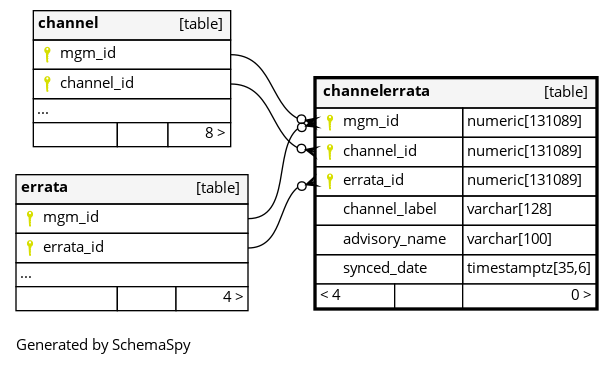 channel [table]
mgm_id
channel_id
...
8 >
errata [table]
mgm_id
errata_id
...
4 >
channelerrata [table]
mgm_id numeric[131089]
channel_id numeric[131089]
errata_id numeric[131089]
channel_label varchar[128]
advisory_name varchar[100]
synced_date timestamptz[35,6]
< 4 0 >
Generated by SchemaSpy